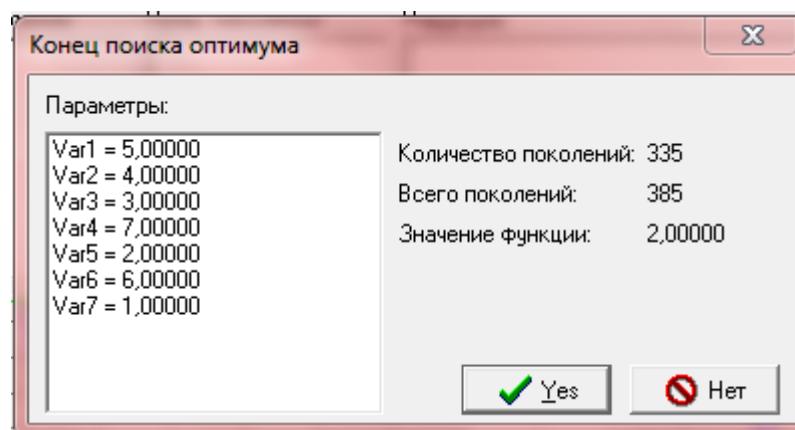 Конец поиска оптимума
Параметры:
Var1 = 5,00000
Var2 = 4,00000
Var3 = 3,00000
Var4 = 7,00000
Var5 = 2,00000
Var6 = 6,00000
Var7 = 1,00000
Количество поколений: 335
Всего поколений: 385
Значение функции: 2,00000
Yes
Нет